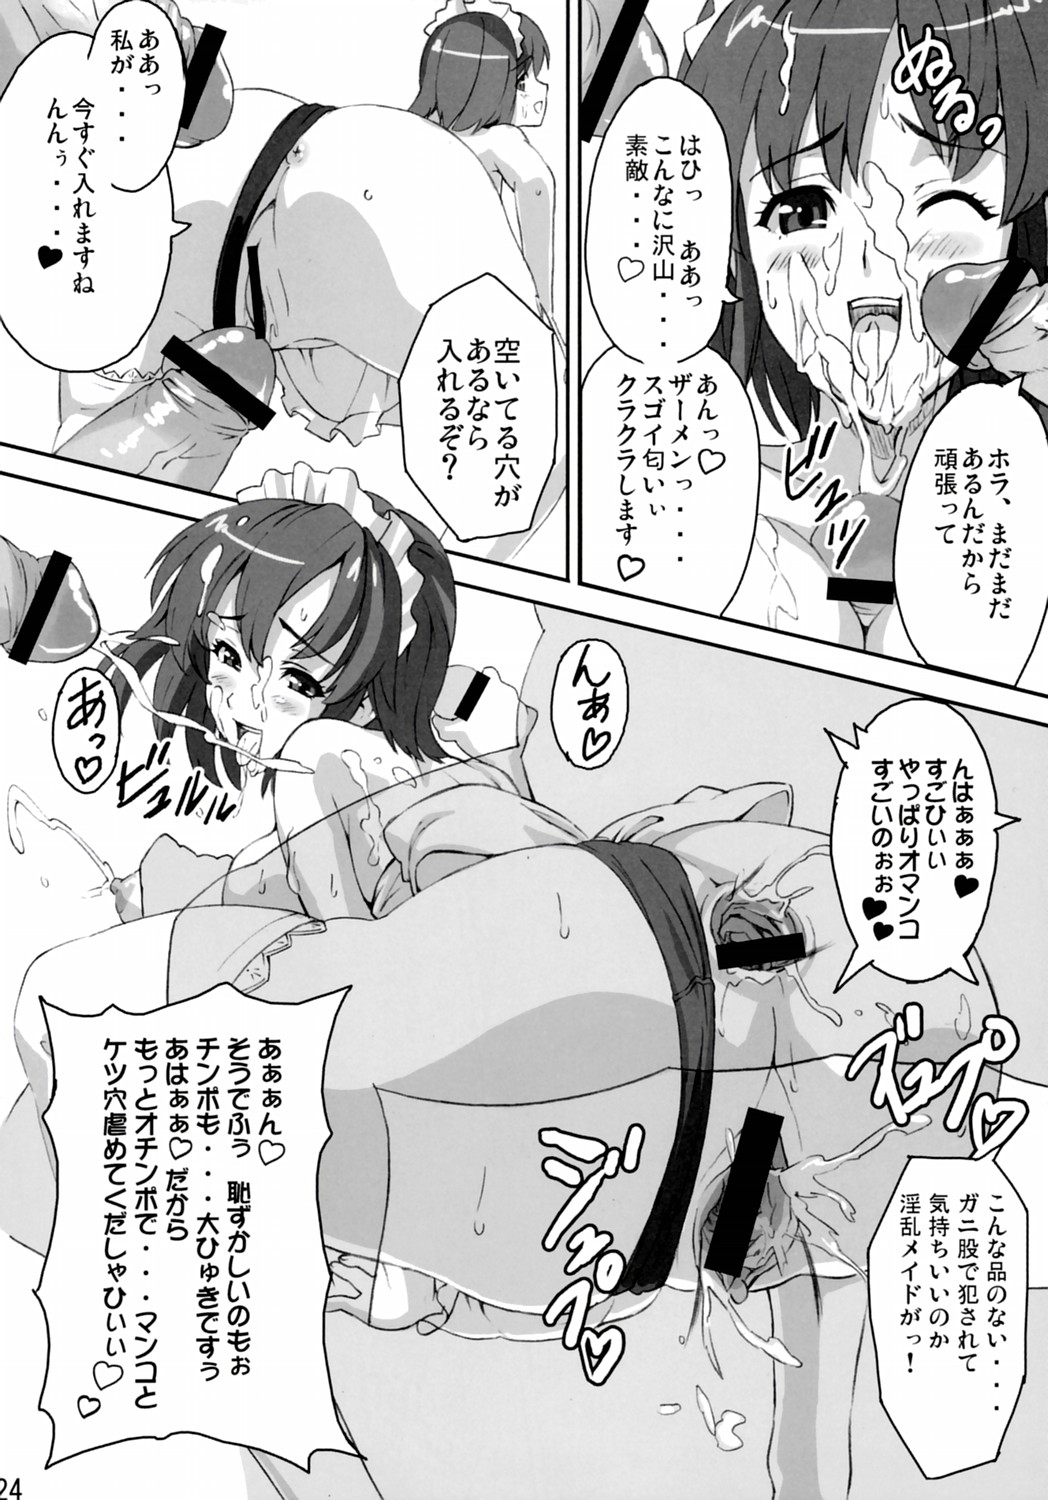 ぬるっ
はひっ　ああっ
こんなに沢山・・・
素敵・・・♡
あんっ♡
ザーメンっ・・・
スゴイ匂いぃ
クラクラします♡
ホラ、まだまだ
あるんだから
頑張って
ビュッ
ああっ
私が・・・
今すぐ入れますね
んんぅ・・・♥
空いてる穴が
あるなら
入れるぞ？
んぁ♡
あっ♡
ビュルルル
んはぁぁぁ♥
すごひぃぃ
やっぱりオマンコ
すごいのぉぉ♥♥
ズュプ♡
ジュプッ♡
こんな品のない・・・
ガニ股で犯されて
気持ちいいのか
淫乱メイドがっ！
あぁぁん♡
そうでふぅ　恥ずかしいのもぉ
チンポも・・・大ひゅきですぅ
あはぁぁ♡だから
もっとオチンポで・・・マンコと
ケツ穴虐めてくだしゃひぃぃ♡♡
24